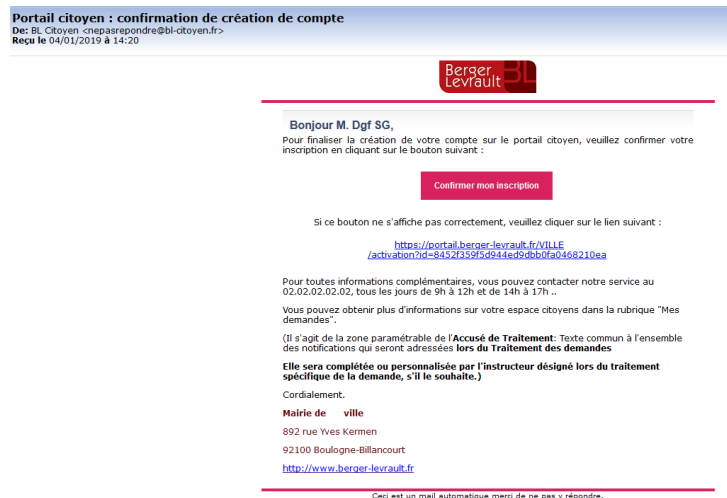 Portail citoyen : confirmation de création de compte
De: BL Citoyen <nepasrepondre@bl-citoyen.fr>
Reçu le 04/01/2019 à 14:20
Berger
Levrault BL
Bonjour M. Dgf SG,
Pour finaliser la création de votre compte sur le portail citoyen, veuillez confirmer votre
inscription en cliquant sur le bouton suivant :
Confirmer mon inscription
Si ce bouton ne s'affiche pas correctement, veuillez cliquer sur le lien suivant :
https://portail.berger-levrault.fr/VILLE
/activation?id=8452f359f5d944ed9dbb0fa0468210ea
Pour toutes informations complémentaires, vous pouvez contacter notre service au
02.02.02.02.02, tous les jours de 9h à 12h et de 14h à 17h ..
Vous pouvez obtenir plus d'informations sur votre espace citoyens dans la rubrique "Mes
demandes".
(Il s'agit de la zone paramétrable de l'Accusé de Traitement: Texte commun à l'ensemble
des notifications qui seront adressées lors du Traitement des demandes
Elle sera complétée ou personnalisée par l'instructeur désigné lors du traitement
spécifique de la demande, s'il le souhaite.)
Cordialement.
Mairie de ville
892 rue Yves Kermen
92100 Boulogne-Billancourt
http://www.berger-levrault.fr
Ceci est un mail automatique merci de ne pas y répondre.